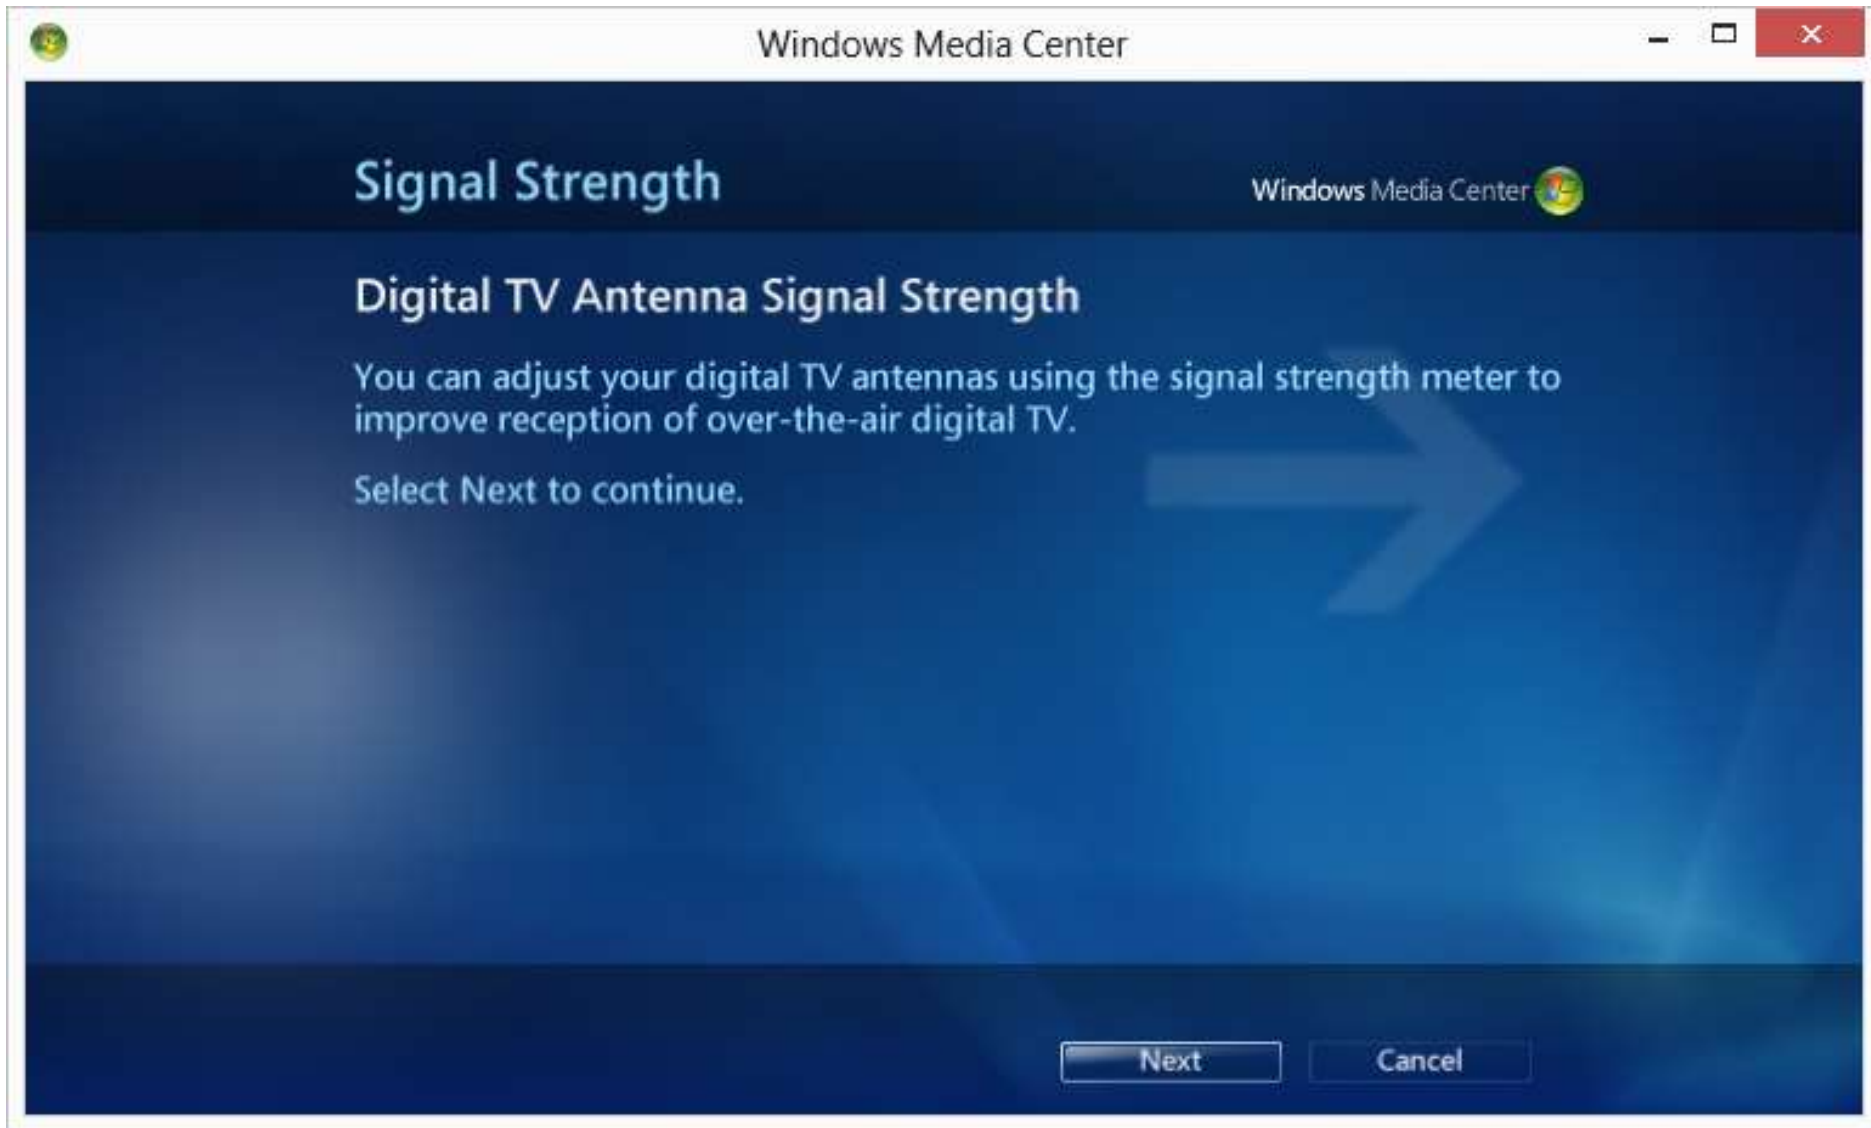 Windows Media Center
Signal Strength
Windows Media Center
Digital TV Antenna Signal Strength
You can adjust your digital TV antennas using the signal strength meter to
improve reception of over-the-air digital TV.
Select Next to continue.
Next
Cancel